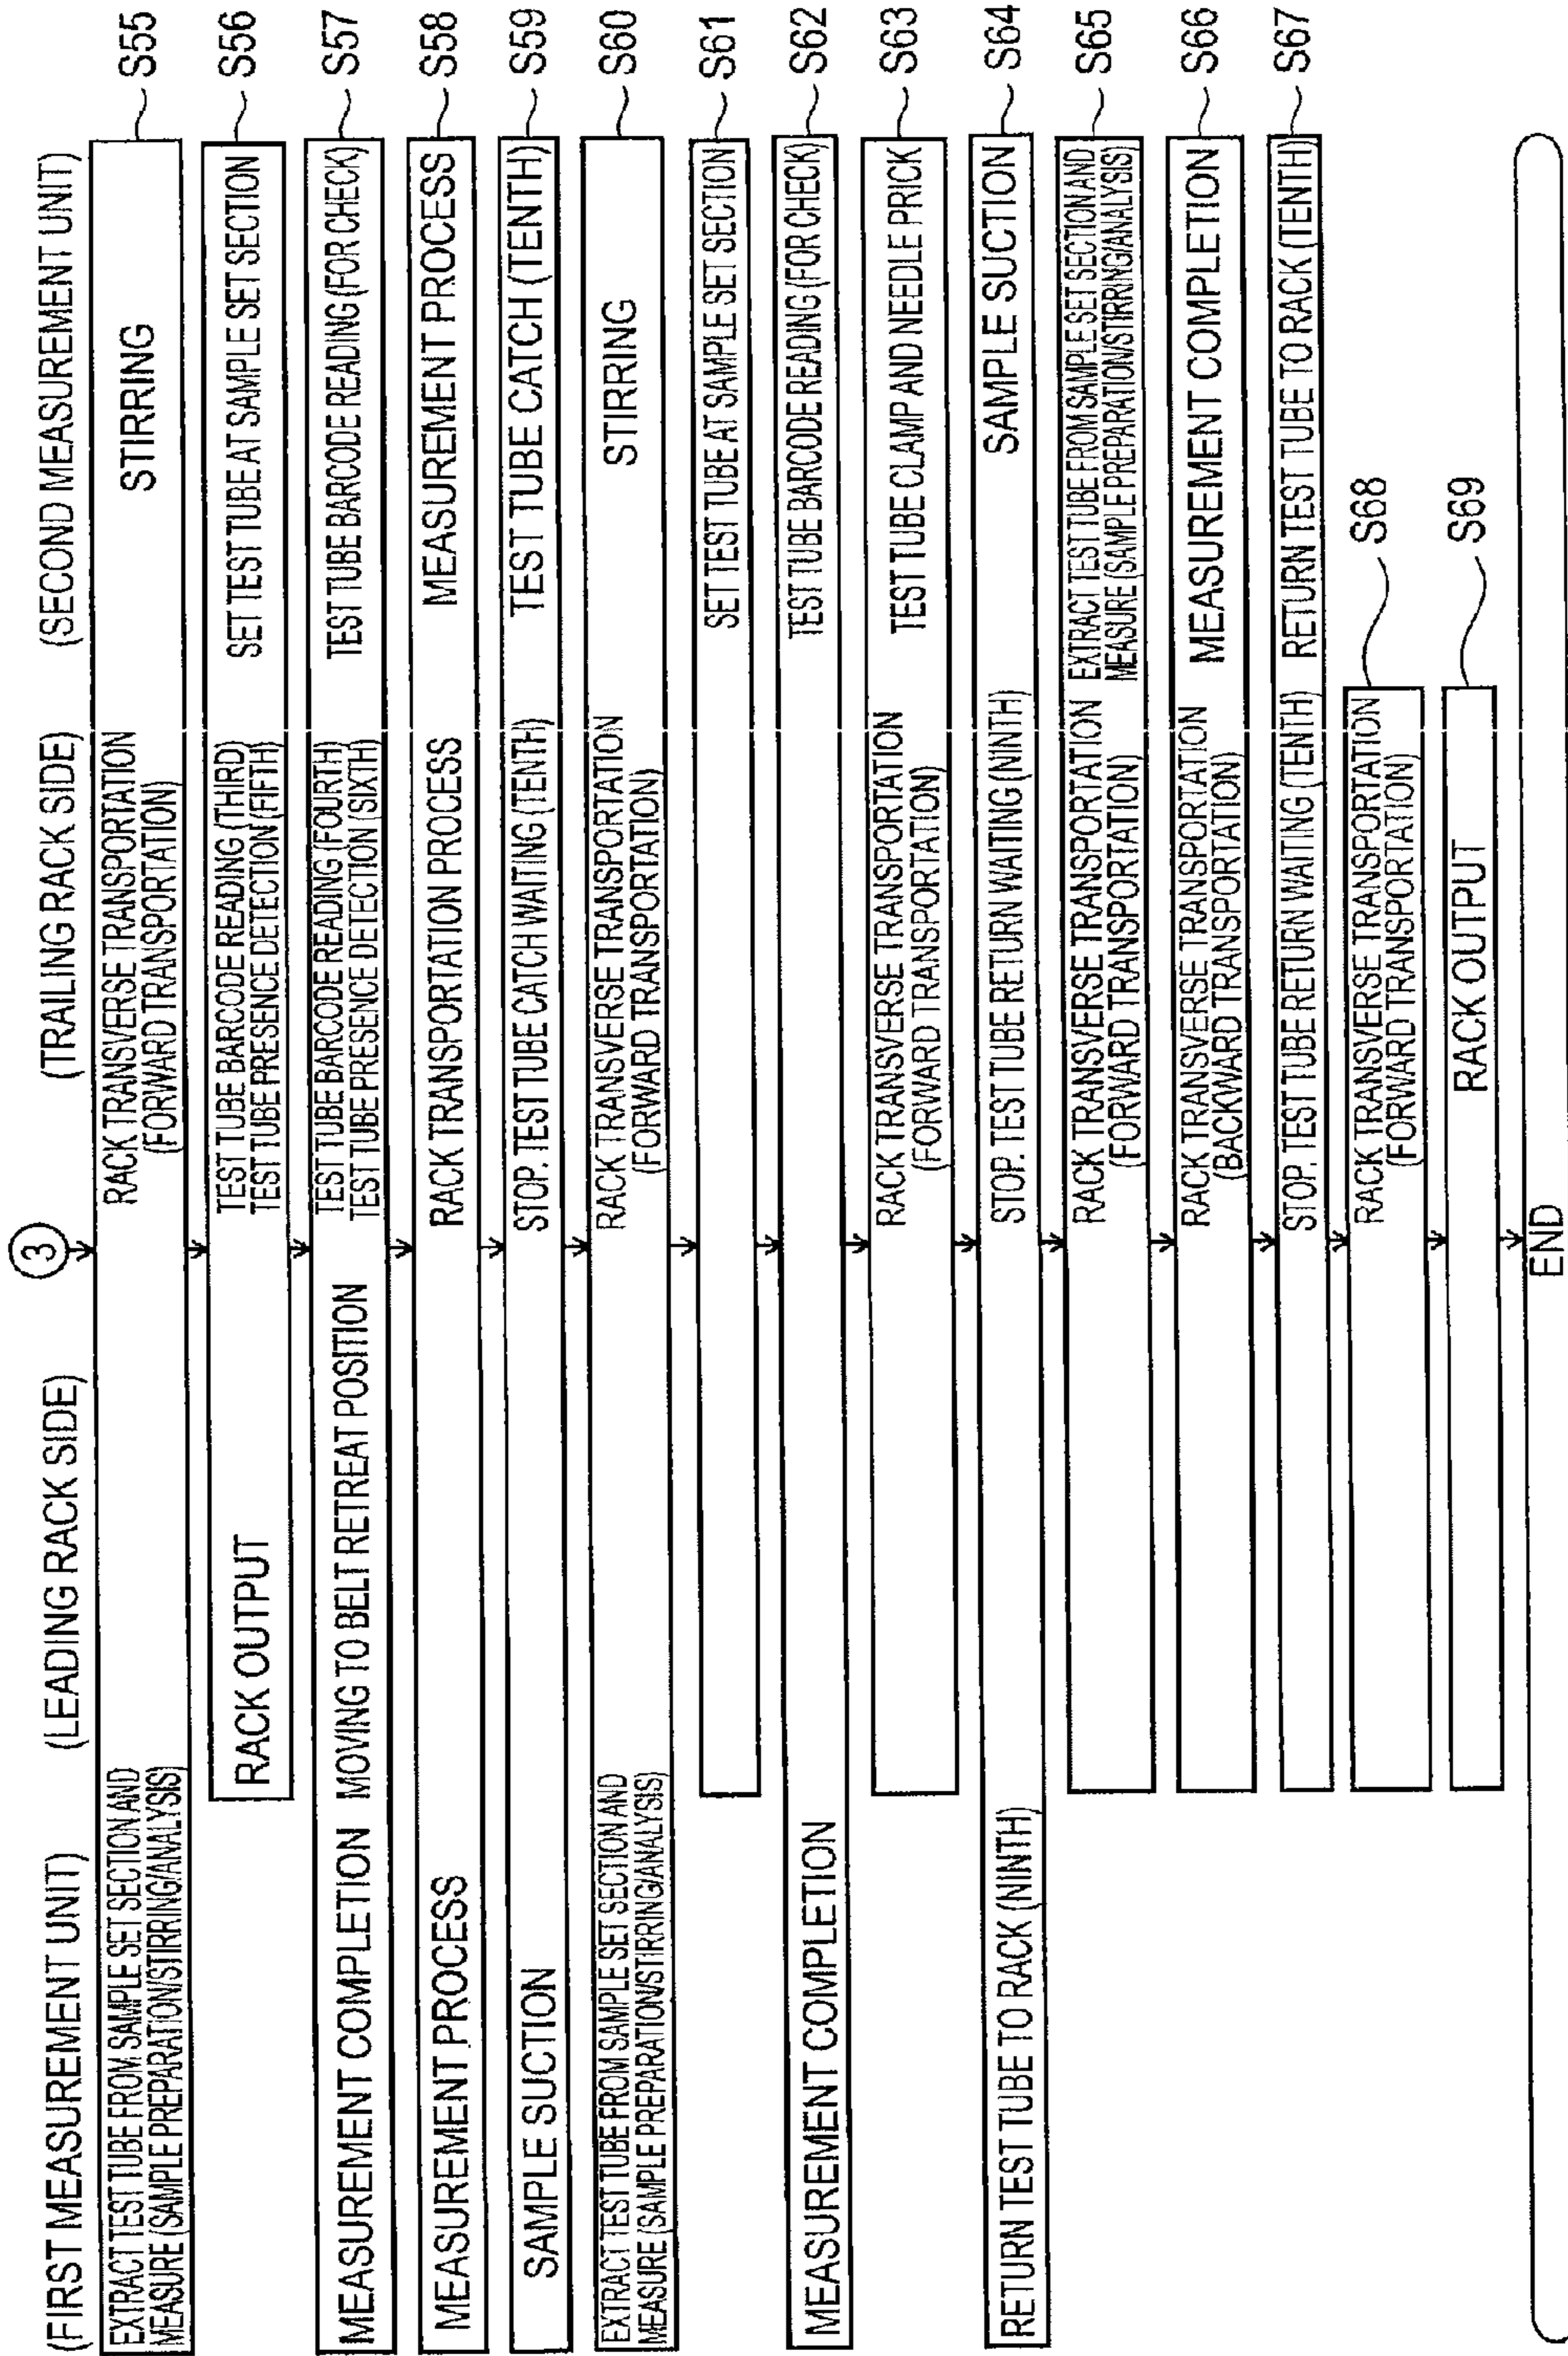 (FIRST MEASUREMENT UNIT)
(LEADING RACK SIDE)
3
(TRAILING RACK SIDE)
(SECOND MEASUREMENT UNIT)
EXTRACT TEST TUBE FROM SAMPLE SET SECTION AND
MEASURE (SAMPLE PREPARATION/STIRRING/ANALYSIS)
RACK TRANSVERSE TRANSPORTATION
(FORWARD TRANSPORTATION)
STIRRING
S55
RACK OUTPUT
TEST TUBE BARCODE READING (THIRD)
TEST TUBE PRESENCE DETECTION (FIFTH)
SET TEST TUBE AT SAMPLE SET SECTION
S56
MEASUREMENT COMPLETION
MOVING TO BELT RETREAT POSITION
TEST TUBE BARCODE READING (FOURTH)
TEST TUBE PRESENCE DETECTION (SIXTH)
TEST TUBE BARCODE READING (FOR CHECK)
S57
MEASUREMENT PROCESS
RACK TRANSPORTATION PROCESS
MEASUREMENT PROCESS
S58
SAMPLE SUCTION
STOP. TEST TUBE CATCH WAITING (TENTH)
TEST TUBE CATCH (TENTH)
S59
EXTRACT TEST TUBE FROM SAMPLE SET SECTION AND
MEASURE (SAMPLE PREPARATION/STIRRING/ANALYSIS)
RACK TRANSVERSE TRANSPORTATION
(FORWARD TRANSPORTATION)
STIRRING
S60
SET TEST TUBE AT SAMPLE SET SECTION
S61
MEASUREMENT COMPLETION
TEST TUBE BARCODE READING (FOR CHECK)
S62
RACK TRANSVERSE TRANSPORTATION
(FORWARD TRANSPORTATION)
TEST TUBE CLAMP AND NEEDLE PRICK
S63
RETURN TEST TUBE TO RACK (NINTH)
STOP. TEST TUBE RETURN WAITING (NINTH)
SAMPLE SUCTION
S64
RACK TRANSVERSE TRANSPORTATION
(FORWARD TRANSPORTATION)
EXTRACT TEST TUBE FROM SAMPLE SET SECTION AND
MEASURE (SAMPLE PREPARATION/STIRRING/ANALYSIS)
S65
RACK TRANSVERSE TRANSPORTATION
(BACKWARD TRANSPORTATION)
MEASUREMENT COMPLETION
S66
STOP. TEST TUBE RETURN WAITING (TENTH)
RETURN TEST TUBE TO RACK (TENTH)
S67
RACK TRANSVERSE TRANSPORTATION
(FORWARD TRANSPORTATION)
S68
RACK OUTPUT
S69
END